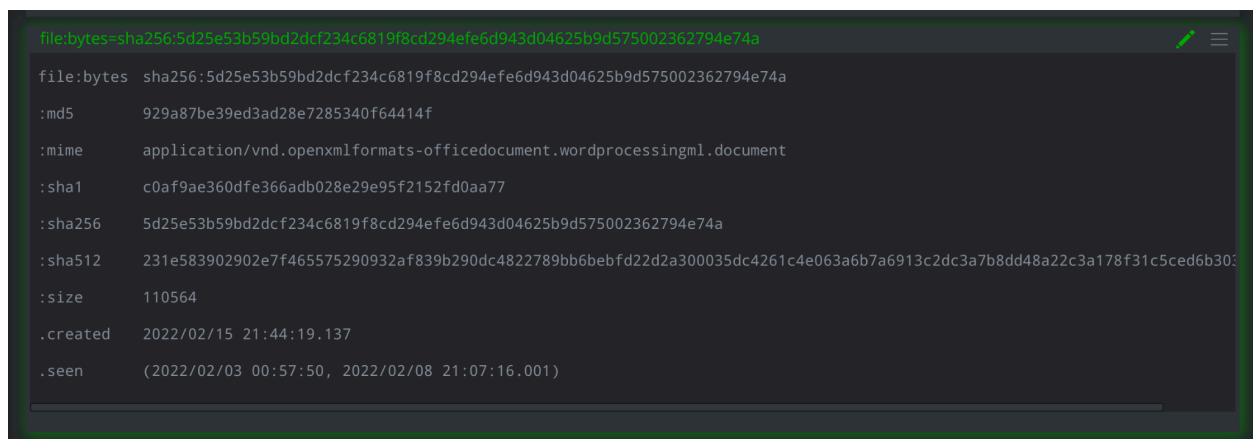 file:bytes=sha256:5d25e53b59bd2dcf234c6819f8cd294efe6d943d04625b9d575002362794e74a
file:bytes sha256:5d25e53b59bd2dcf234c6819f8cd294efe6d943d04625b9d575002362794e74a
:md5 929a87be39ed3ad28e7285340f64414f
:mime application/vnd.openxmlformats-officedocument.wordprocessingml.document
:sha1 c0af9ae360dfe366adb028e29e95f2152fd0aa77
:sha256 5d25e53b59bd2dcf234c6819f8cd294efe6d943d04625b9d575002362794e74a
:sha512 231e583902902e7f465575290932af839b290dc4822789bb6bebfd22d2a300035dc4261c4e063a6b7a6913c2dc3a7b8dd48a22c3a178f31c5ced6b303
:size 110564
.created 2022/02/15 21:44:19.137
.seen (2022/02/03 00:57:50, 2022/02/08 21:07:16.001)